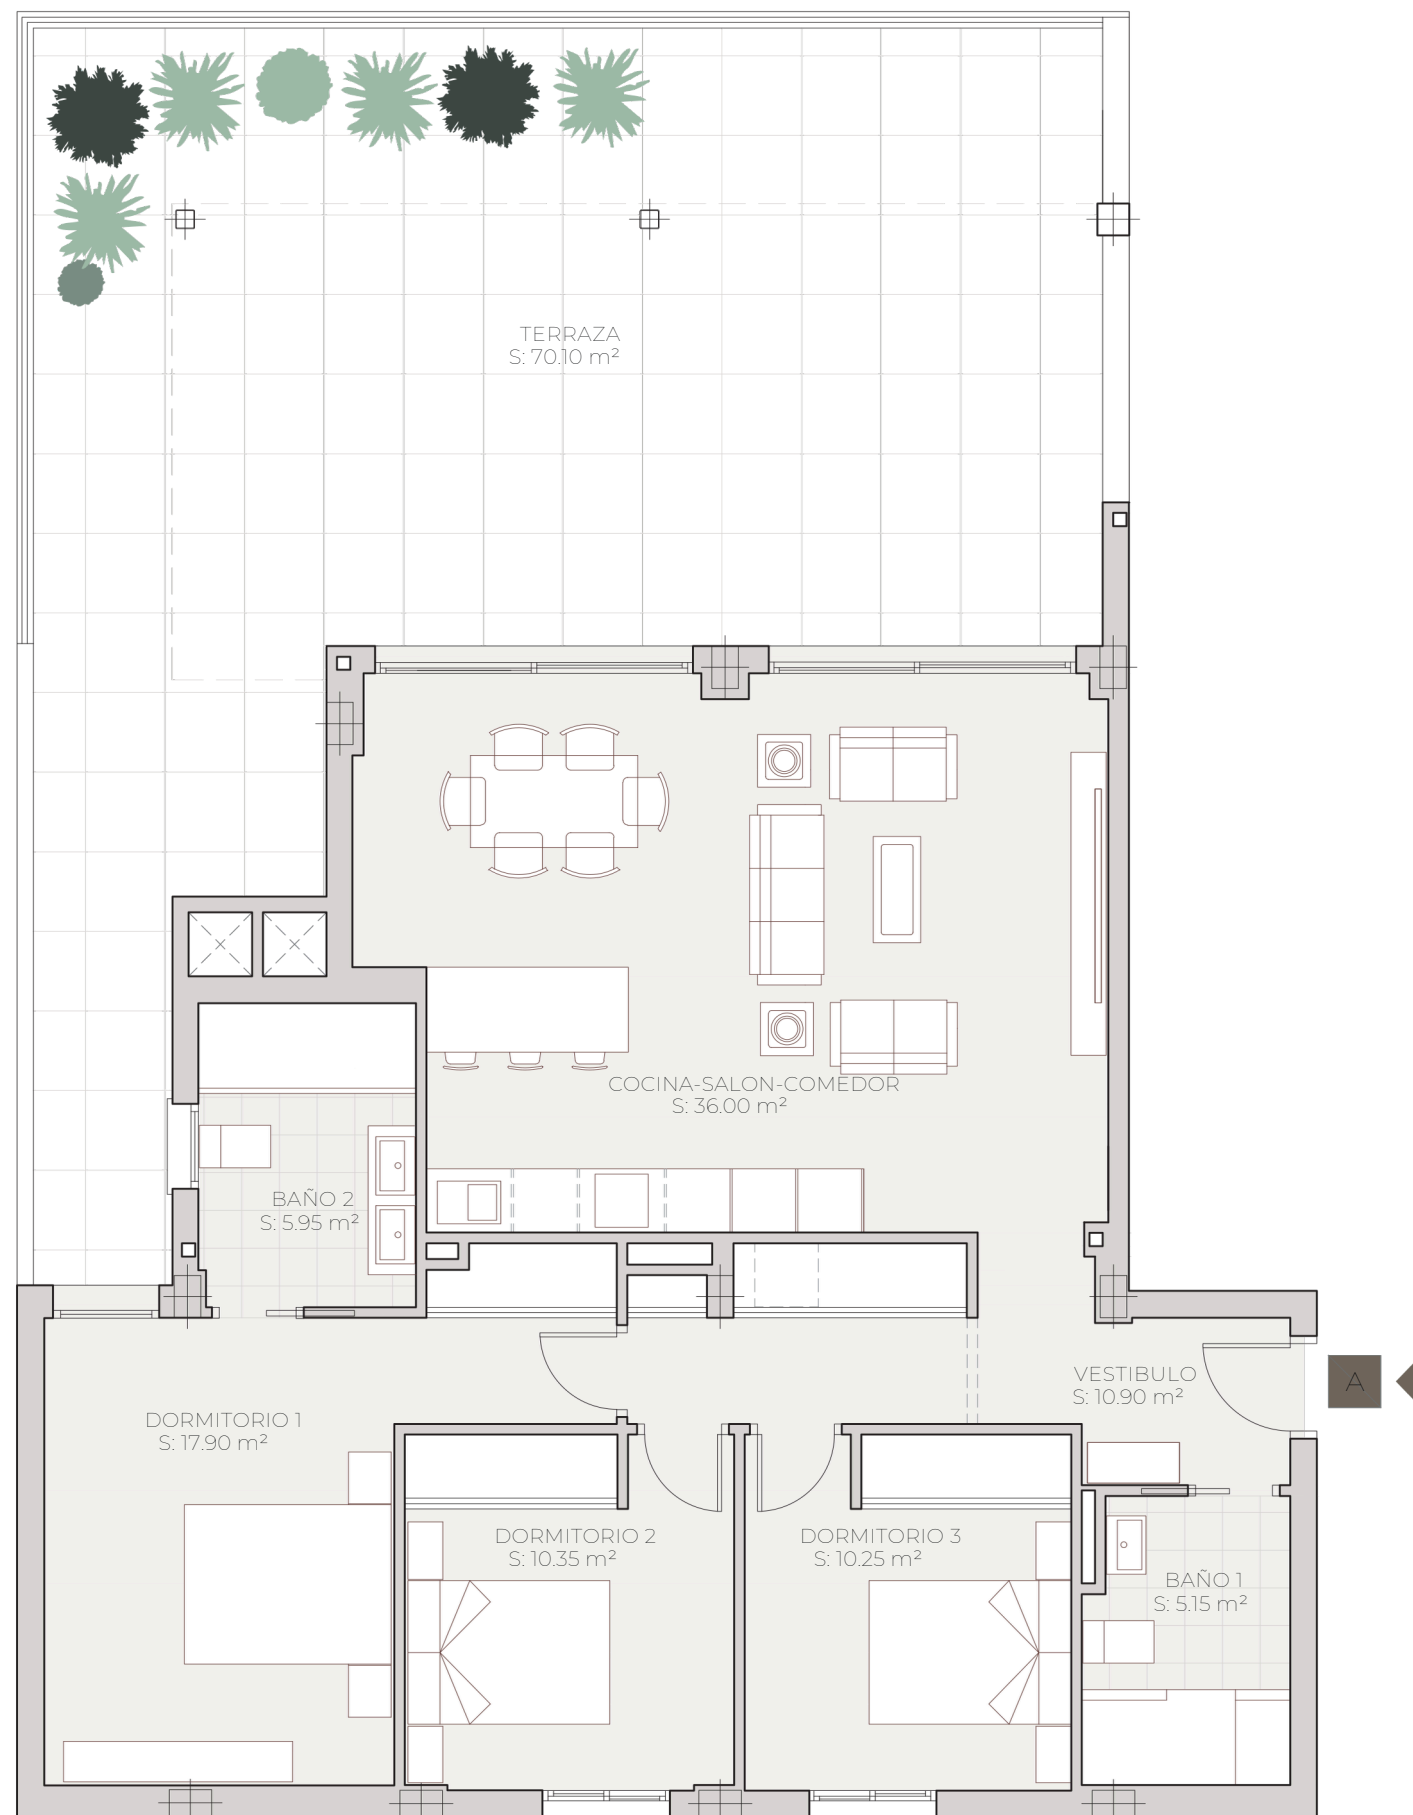 TERRAZA
S: 70.10 m²
COCINA-SALON-COMEDOR
S: 36.00 m²
BAÑO 2
S: 5.95 m²
VESTIBULO
S: 10.90 m²
A
DORMITORIO 1
S: 17.90 m²
DORMITORIO 2
S: 10.35 m²
DORMITORIO 3
S: 10.25 m²
BAÑO 1
S: 5.15 m²